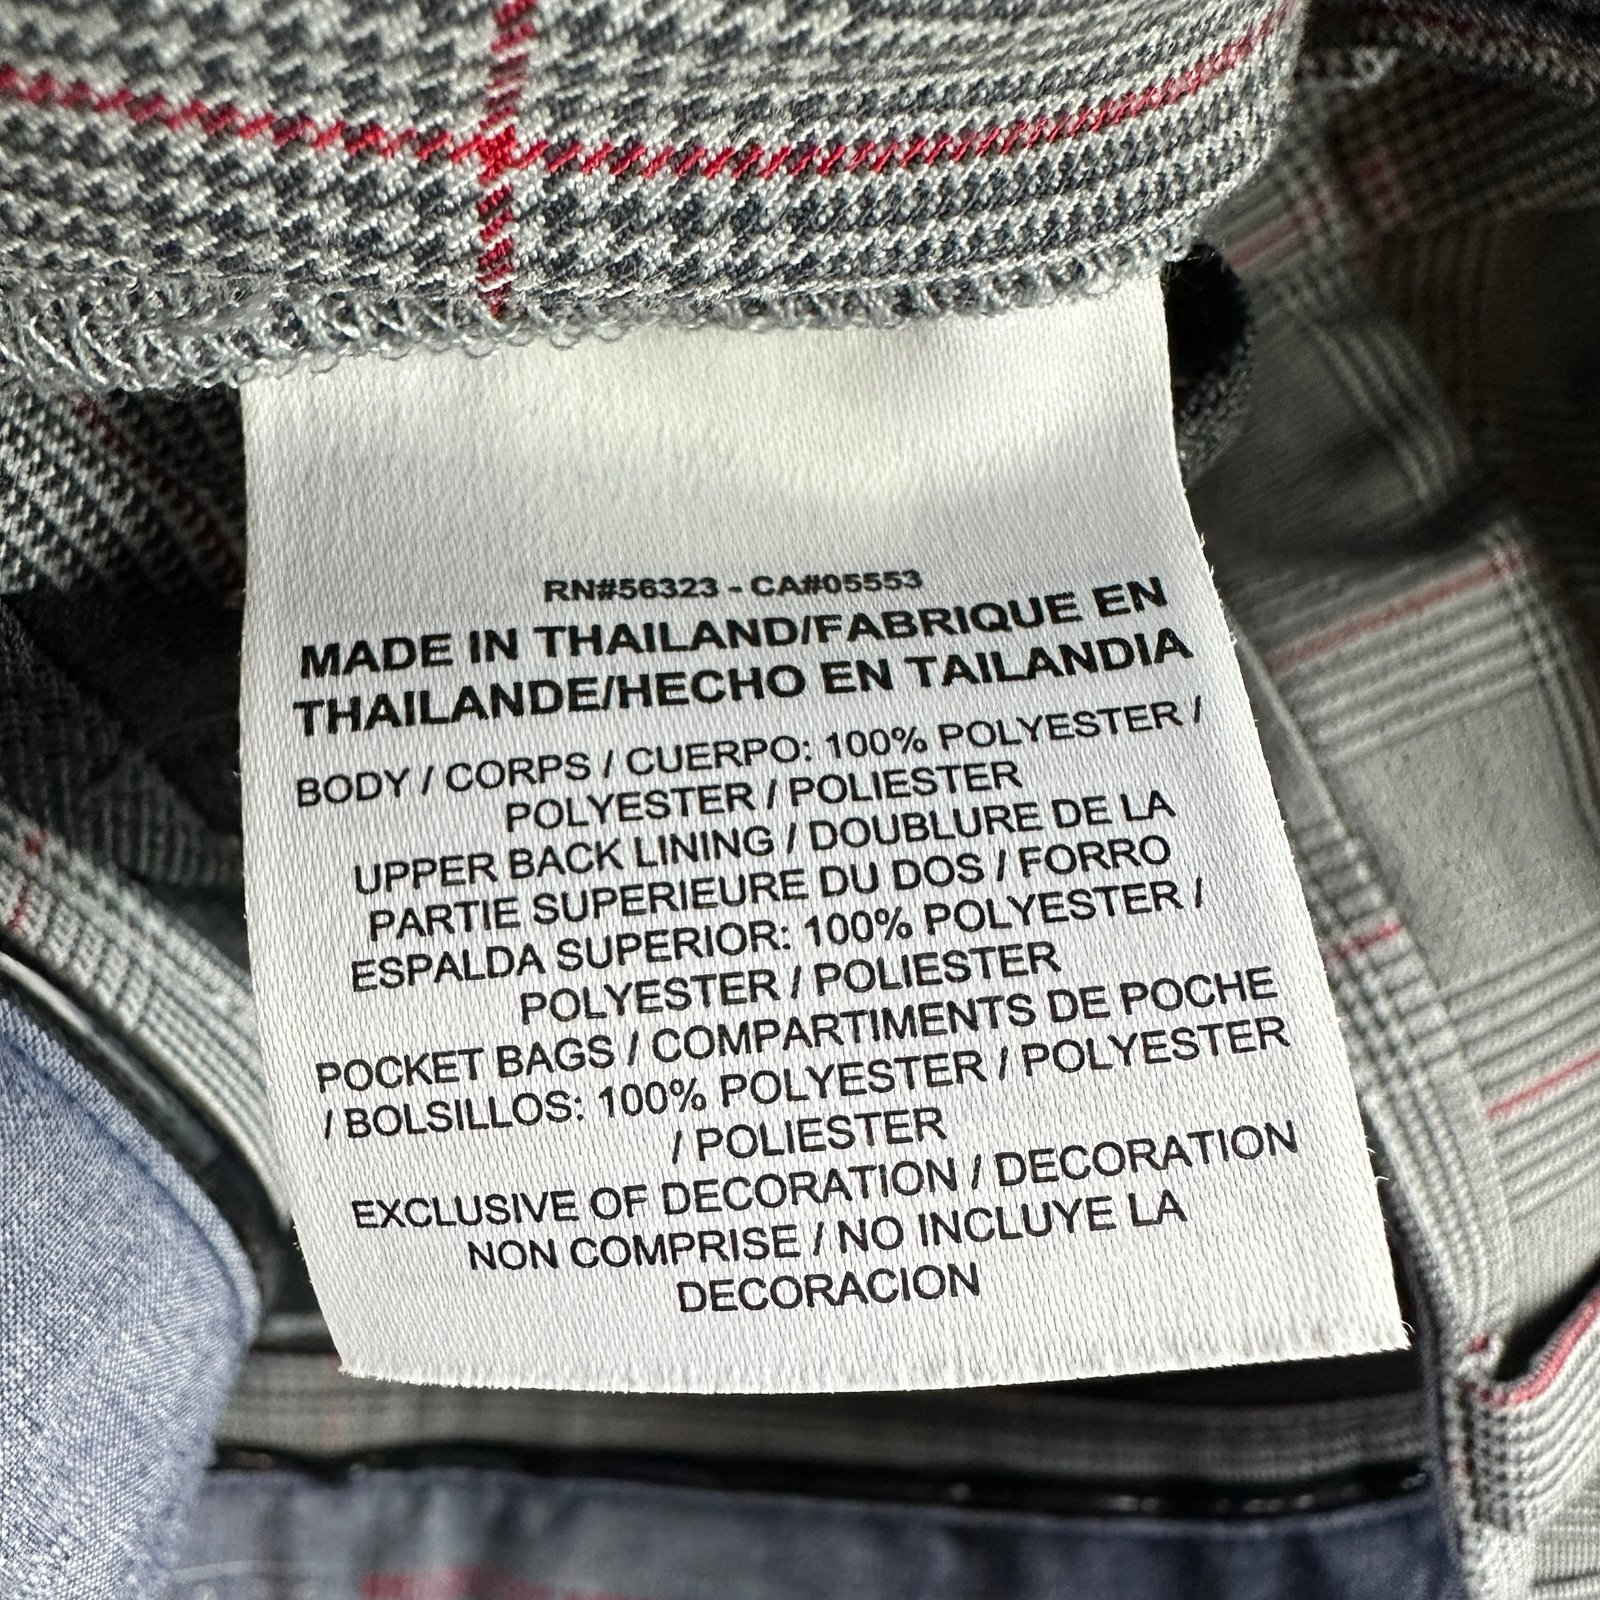 RN#56323 - CA#05553
MADE IN THAILAND/FABRIQUE EN
THAILANDE/HECHO EN TAILANDIA
BODY / CORPS / CUERPO: 100% POLYESTER /
POLYESTER / POLIESTER
UPPER BACK LINING / DOUBLURE DE LA
PARTIE SUPERIEURE DU DOS / FORRO
ESPALDA SUPERIOR: 100% POLYESTER /
POLYESTER / POLIESTER
POCKET BAGS / COMPARTIMENTS DE POCHE
/ BOLSILLOS: 100% POLYESTER / POLYESTER
/ POLIESTER
EXCLUSIVE OF DECORATION / DECORATION
NON COMPRISE / NO INCLUYE LA
DECORACION